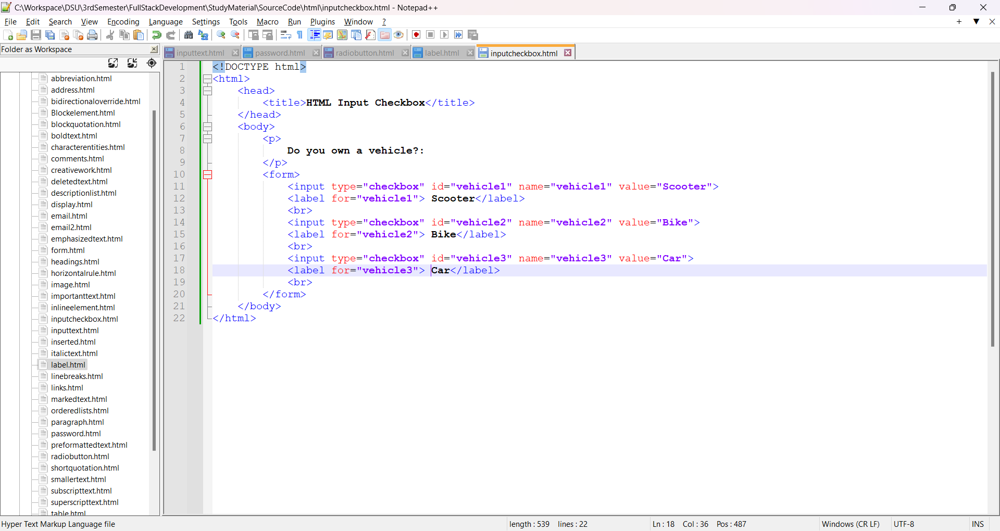 C:\Workspace\DSU\3rdSemester\FullStackDevelopment\StudyMaterial\SourceCode\html\inputcheckbox.html - Notepad++
File Edit Search View Encoding Language Settings Tools Macro Run Plugins Window ?
Folder as Workspace
inputtext.html password.html radiobutton.html label.html inputcheckbox.html
abbreviation.html
address.html
bidirectionaloverride.html
Blockelement.html
blockquotation.html
boldtext.html
characterentities.html
comments.html
creativework.html
deletedtext.html
descriptionlist.html
display.html
email.html
email2.html
emphasizedtext.html
form.html
headings.html
horizontalrule.html
image.html
importanttext.html
inlineelement.html
inputcheckbox.html
inputtext.html
inserted.html
italictext.html
label.html
linebreaks.html
links.html
markedtext.html
orderedlists.html
paragraph.html
password.html
preformattedtext.html
radiobutton.html
shortquotation.html
smallertext.html
subscripttext.html
superscripttext.html
table.html
1 <!DOCTYPE html>
2 <html>
3 <head>
4 <title>HTML Input Checkbox</title>
5 </head>
6 <body>
7 <p>
8 Do you own a vehicle?:
9 </p>
10 <form>
11 <input type="checkbox" id="vehicle1" name="vehicle1" value="Scooter">
12 <label for="vehicle1"> Scooter</label>
13 <br>
14 <input type="checkbox" id="vehicle2" name="vehicle2" value="Bike">
15 <label for="vehicle2"> Bike</label>
16 <br>
17 <input type="checkbox" id="vehicle3" name="vehicle3" value="Car">
18 <label for="vehicle3"> Car</label>
19 <br>
20 </form>
21 </body>
22 </html>
Hyper Text Markup Language file length : 539 lines : 22 Ln : 18 Col : 36 Pos : 487 Windows (CR LF) UTF-8 INS